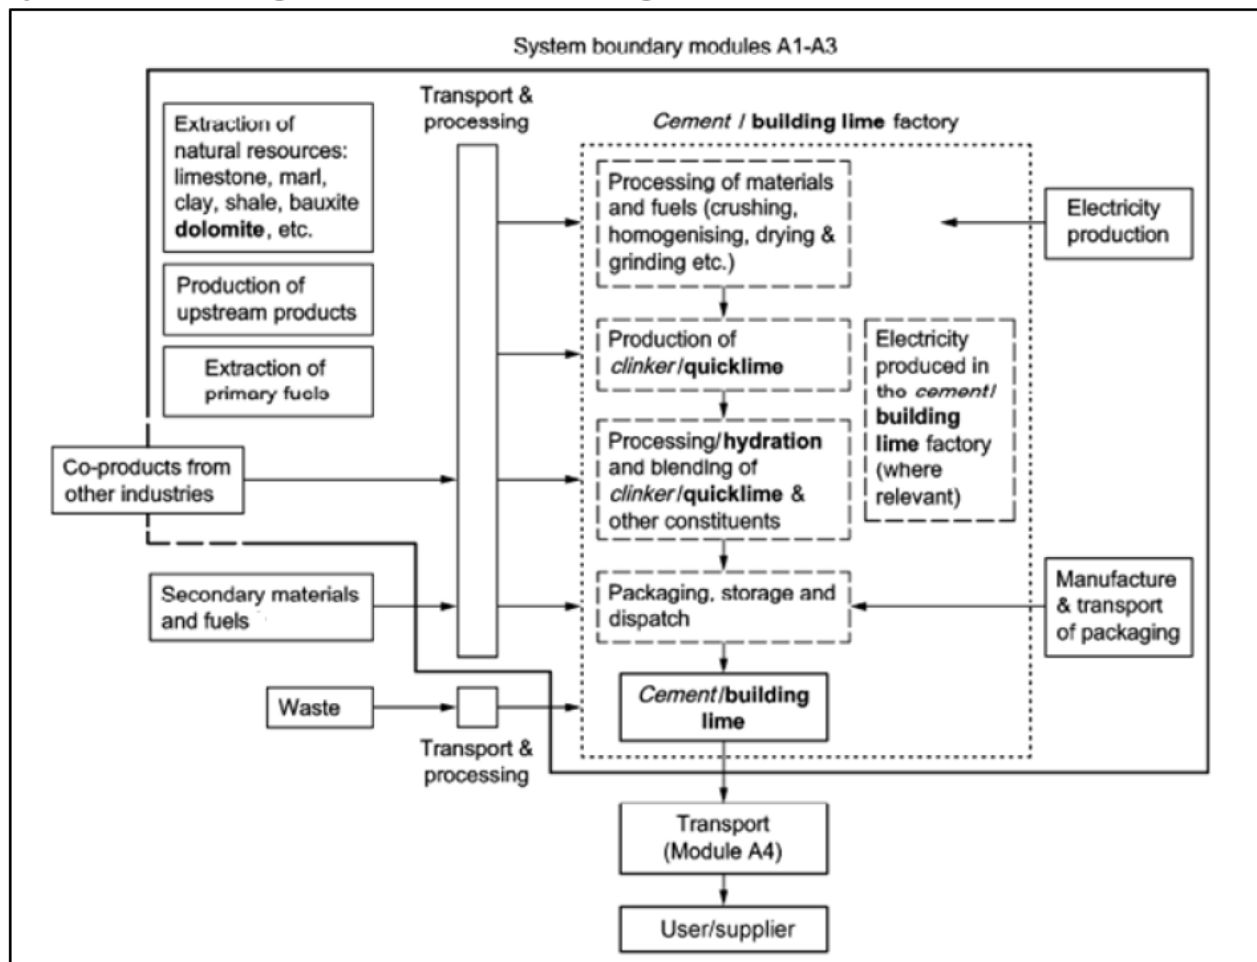 System boundary modules A1-A3
Transport &
processing
Cement / building lime factory
Extraction of
natural resources:
limestone, marl,
clay, shale, bauxite
dolomite, etc.
Production of
upstream products
Extraction of
primary fuels
Co-products from
other industries
Secondary materials
and fuels
Waste
Transport &
processing
Processing of materials
and fuels (crushing,
homogenising, drying &
grinding etc.)
Production of
clinker/quicklime
Processing/hydration
and blending of
clinker/quicklime &
other constituents
Packaging, storage and
dispatch
Cement/building
lime
Electricity
produced in
the cement/
building
lime factory
(where
relevant)
Electricity
production
Manufacture
& transport
of packaging
Transport
(Module A4)
User/supplier